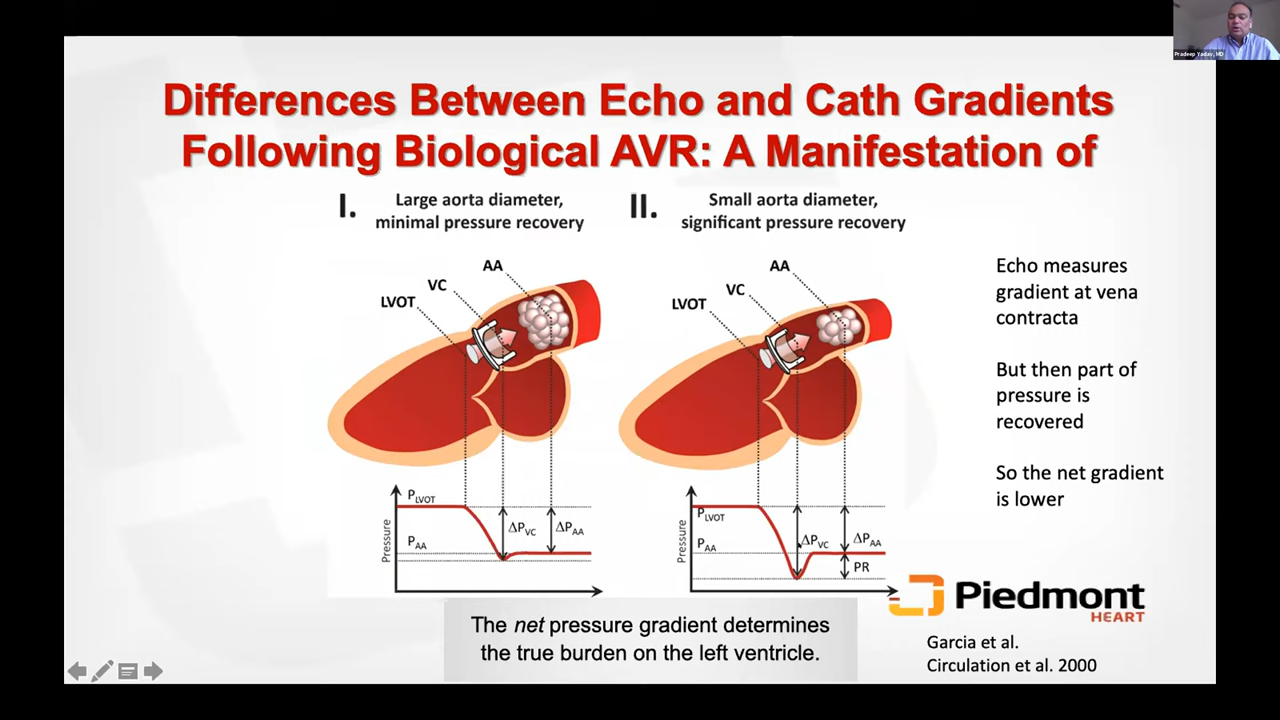 Pradeep Yadav, MD
Differences Between Echo and Cath Gradients
Following Biological AVR: A Manifestation of
I.
Large aorta diameter,
minimal pressure recovery
AA
VC
LVOT
PLVOT
PAA
Pressure
ΔPVC
ΔPAA
II.
Small aorta diameter,
significant pressure recovery
AA
VC
LVOT
PLVOT
PAA
Pressure
ΔPVC
ΔPAA
PR
Echo measures
gradient at vena
contracta
But then part of
pressure is
recovered
So the net gradient
is lower
The net pressure gradient determines
the true burden on the left ventricle.
Piedmont
HEART
Garcia et al.
Circulation et al. 2000